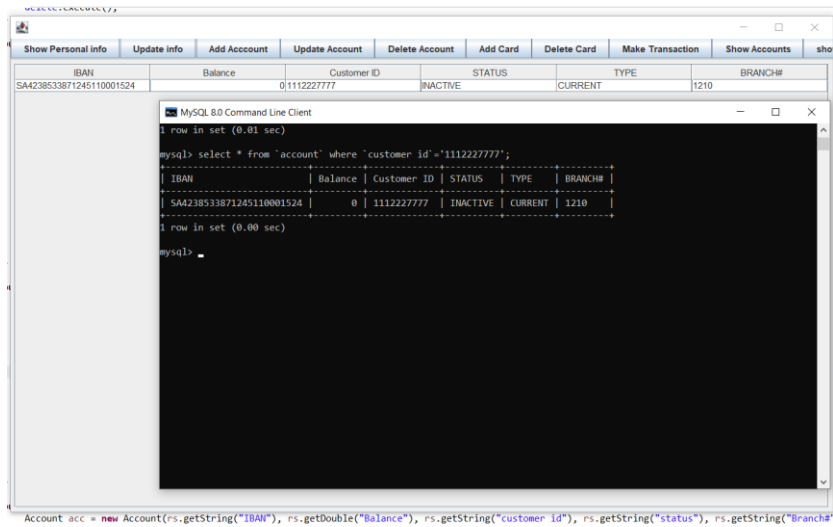 delete.execute();
Show Personal info Update info Add Acccount Update Account Delete Account Add Card Delete Card Make Transaction Show Accounts sho
IBAN Balance Customer ID STATUS TYPE BRANCH#
SA4238533871245110001524 0 1112227777 INACTIVE CURRENT 1210
MySQL 8.0 Command Line Client
1 row in set (0.01 sec)
mysql> select * from `account` where `customer id`='1112227777';
| IBAN | Balance | Customer ID | STATUS | TYPE | BRANCH# |
| SA4238533871245110001524 | 0 | 1112227777 | INACTIVE | CURRENT | 1210 |
1 row in set (0.00 sec)
mysql>
Account acc = new Account(rs.getString("IBAN"), rs.getDouble("Balance"), rs.getString("customer id"), rs.getString("status"), rs.getString("Branch#